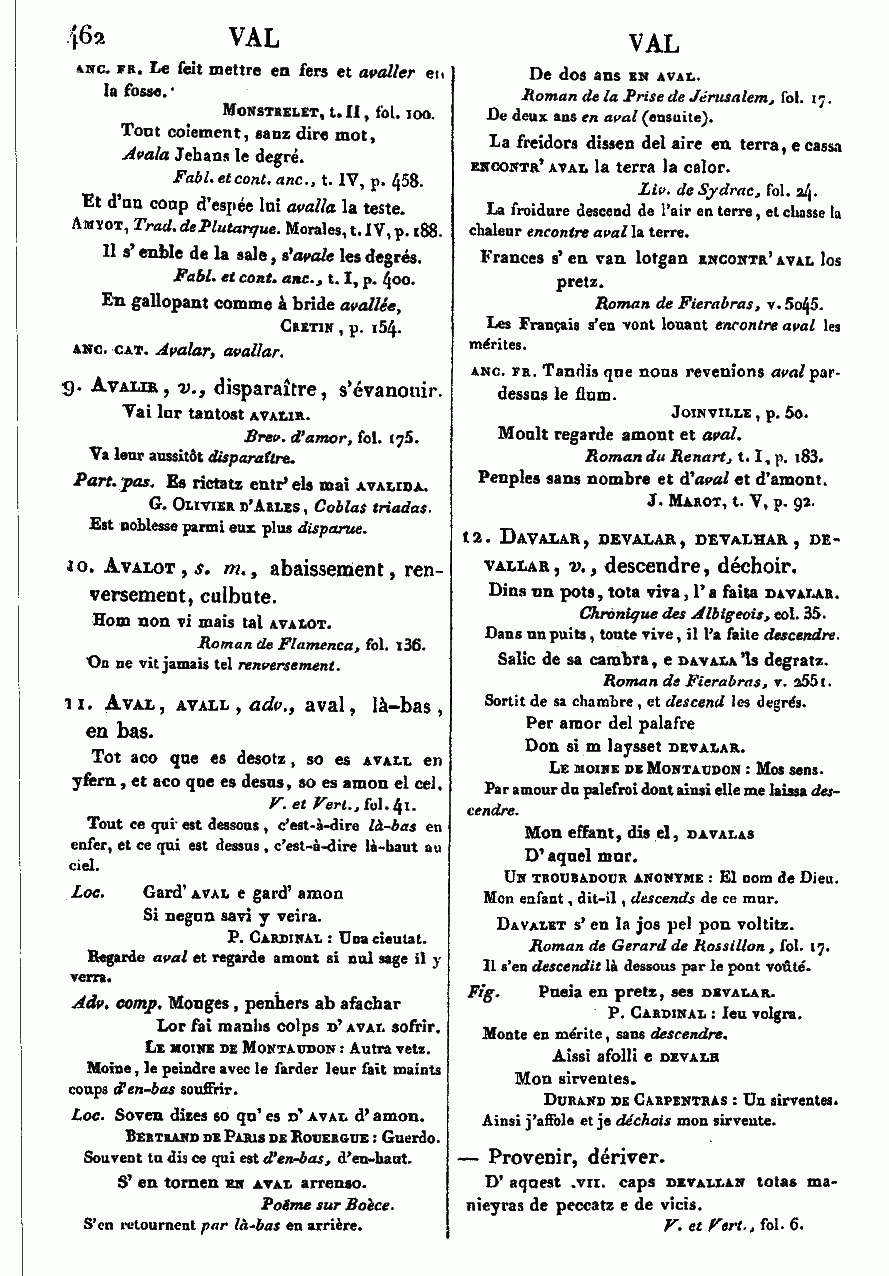 462 VAL
ANC. FR. Le feit mettre en fers et avaller en
la fosse.
MONSTRELET, t. II, fol. 100.
Tout coiement, sanz dire mot,
Avala Jehans le degré.
Fabl. et cont. anc., t. IV, p. 458.
Et d'un coup d'espée lui avalla la teste.
AMYOT, Trad. de Plutarque. Morales, t. IV, p. 188.
Il s'enble de la sale, s'avale les degrés.
Fabl. et cont. anc., t. I, p. 400.
En gallopant comme à bride avallée,
CRETIN, p. 154.
ANC. CAT. Avalar, avallar.
9. AVALIR, v., disparaître, s'évanouir.
Vai lur tantost AVALIR.
Brev. d'amor, fol. 175.
Va leur aussitôt disparaître.
Part. pas. Es rictatz entr' els mai AVALIDA.
G. OLIVIER D'ARLES, Coblas triadas.
Est noblesse parmi eux plus disparue.
10. AVALOT, s. m., abaissement, ren-
versement, culbute.
Hom non vi mais tal AVALOT.
Roman de Flamenca, fol. 136.
On ne vit jamais tel renversement.
11. AVAL, AVALL, adv., aval, là-bas,
en bas.
Tot aco que es desotz, so es AVALL en
yfern, et aco que es desus, so es amon el cel.
V. et Vert., fol. 41.
Tout ce qui est dessous, c'est-à-dire là-bas en
enfer, et ce qui est dessus, c'est-à-dire là-haut au
ciel.
Loc. Gard' AVAL e gard' amon
Si negun savi y veira.
P. CARDINAL : Una cieutat.
Regarde aval et regarde amont si nul sage il y
verra.
Adv. comp. Monges, penhers ab afachar
Lor fai manhs colps D'AVAL sofrir.
LE MOINE DE MONTAUDON : Autra vetz.
Moine, le peindre avec le farder leur fait maints
coups d'en-bas souffrir.
Loc. Soven dizes so qu'es D'AVAL d'amon.
BERTRAND DE PARIS DE ROUERGUE : Guerdo.
Souvent tu dis ce qui est d'en-bas, d'en-haut.
S' en tornen EN AVAL arrenso.
Poëme sur Boèce.
S'en retournent par là-bas en arrière.
VAL
De dos ans EN AVAL.
Roman de la Prise de Jérusalem, fol. 17.
De deux ans en aval (ensuite).
La freidors dissen del aire en terra, e cassa
ENCONTR'AVAL la terra la calor.
Liv. de Sydrac, fol. 24.
La froidure descend de l'air en terre, et chasse la
chaleur encontre aval la terre.
Frances s' en van lotgan ENCONTR'AVAL los
pretz.
Roman de Fierabras, v. 5045.
Les Français s'en vont louant encontre aval les
mérites.
ANC. FR. Tandis que nous revenions aval par-
dessus le flum.
JOINVILLE, p. 50.
Moult regarde amont et aval.
Roman du Renart, t. I, p. 183.
Peuples sans nombre et d'aval et d'amont.
J. MAROT, t. V, p. 92.
12. DAVALAR, DEVALAR, DEVALHAR, DE-
VALLAR, v., descendre, déchoir.
Dins un pots, tota viva, l'a faita DAVALAR.
Chronique des Albigeois, col. 35.
Dans un puits, toute vive, il l'a faite descendre.
Salic de sa cambra, e DAVALA 'ls degratz.
Roman de Fierabras, v. 2551.
Sortit de sa chambre, et descend les degrés.
Per amor del palafre
Don si m laysset DEVALAR.
LE MOINE DE MONTAUDON : Mos sens.
Par amour du palefroi dont ainsi elle me laissa des-
cendre.
Mon effant, dis el, DAVALAS
D'aquel mur.
UN TROUBADOUR ANONYME : El nom de Dieu.
Mon enfant, dit-il, descends de ce mur.
DAVALET s' en la jos pel pon voltitz.
Roman de Gerard de Rossillon, fol. 17.
Il s'en descendit là dessous par le pont voûté.
Fig. Pueia en pretz, ses DEVALAR.
P. CARDINAL : Ieu volgra.
Monte en mérite, sans descendre.
Aissi afolli e DEVALH
Mon sirventes.
DURAND DE CARPENTRAS : Un sirventes.
Ainsi j'affole et je déchois mon sirvente.
— Provenir, dériver.
D' aquest .VII. caps DEVALLAN totas ma-
nieyras de peccatz e de vicis.
V. et Vert., fol. 6.